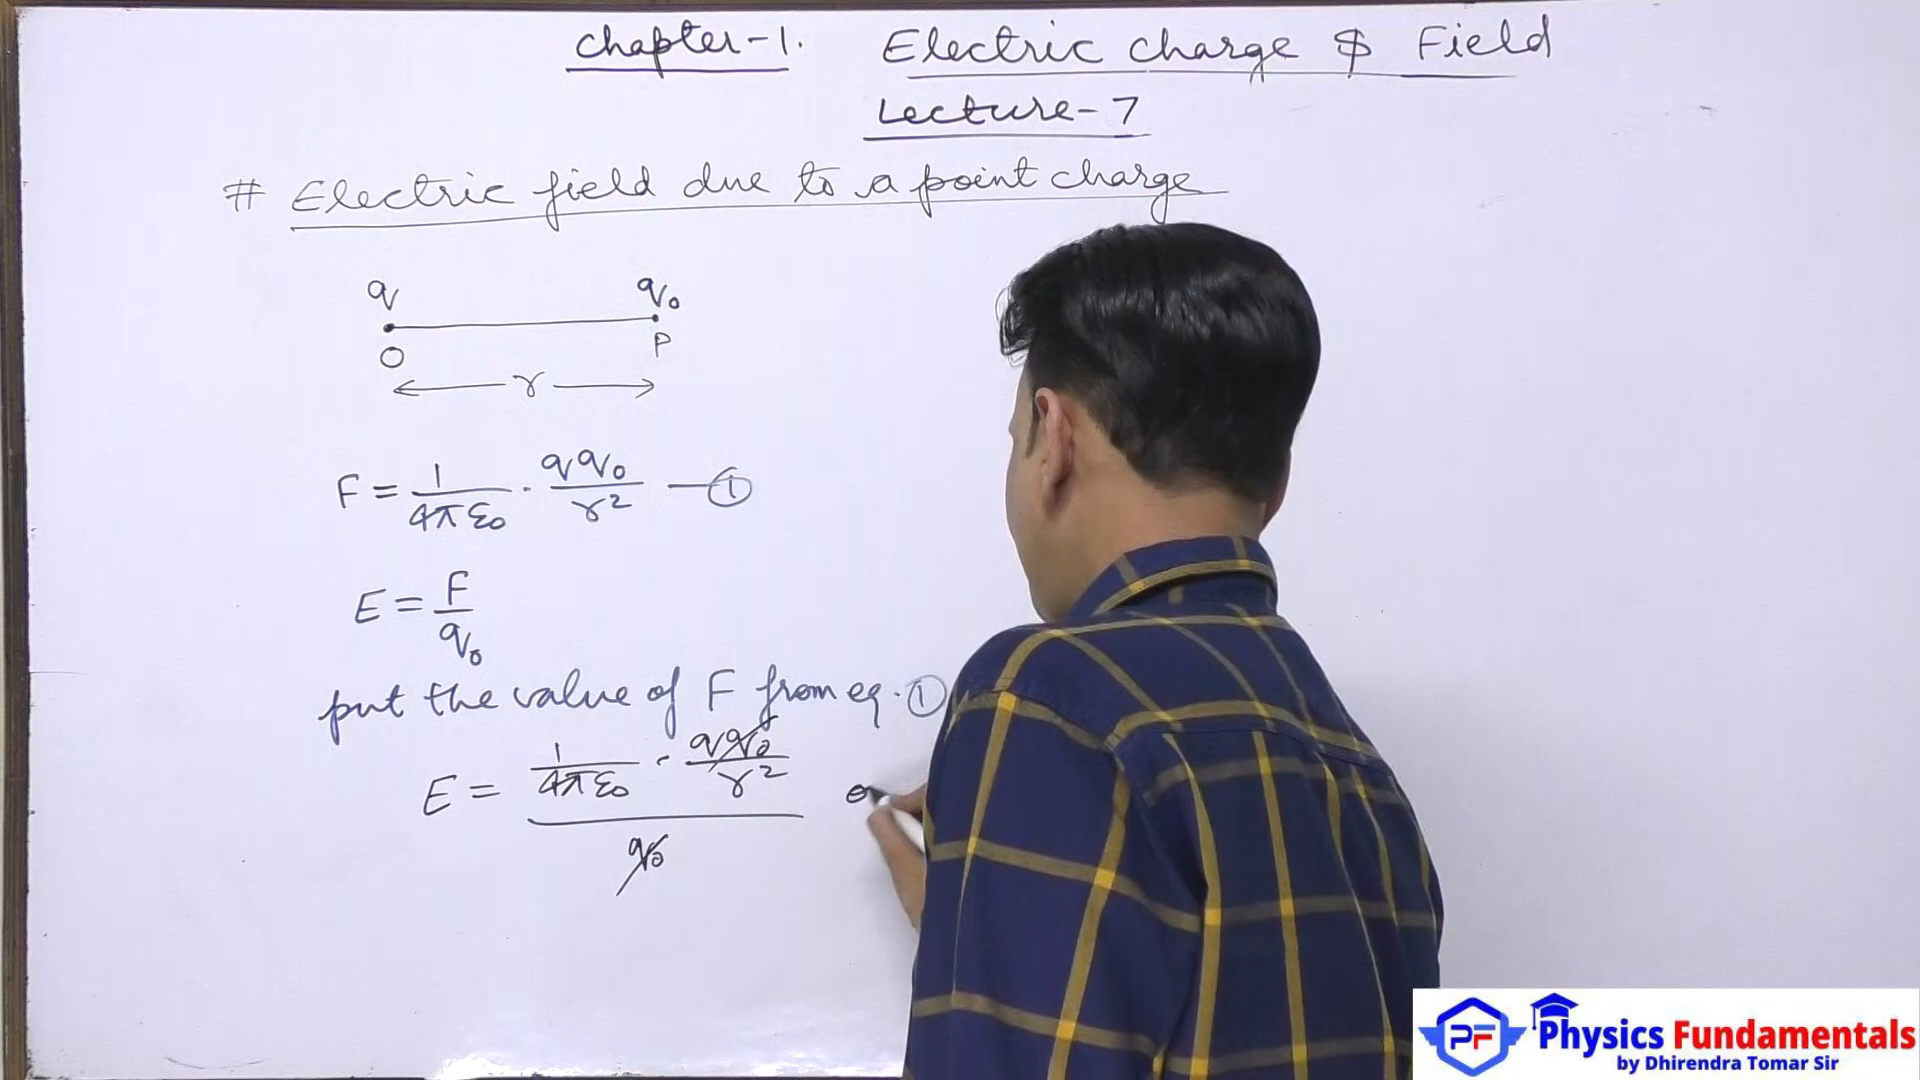 Chapter-1. Electric charge & Field
Lecture-7
# Electric field due to a point charge
q q₀
O P
r
F = 1/4πε₀ · qq₀/r² —①
E = F/q₀
put the value of F from eq. ①
E = 1/4πε₀ · qq₀/r² / q₀
PF Physics Fundamentals
by Dhirendra Tomar Sir